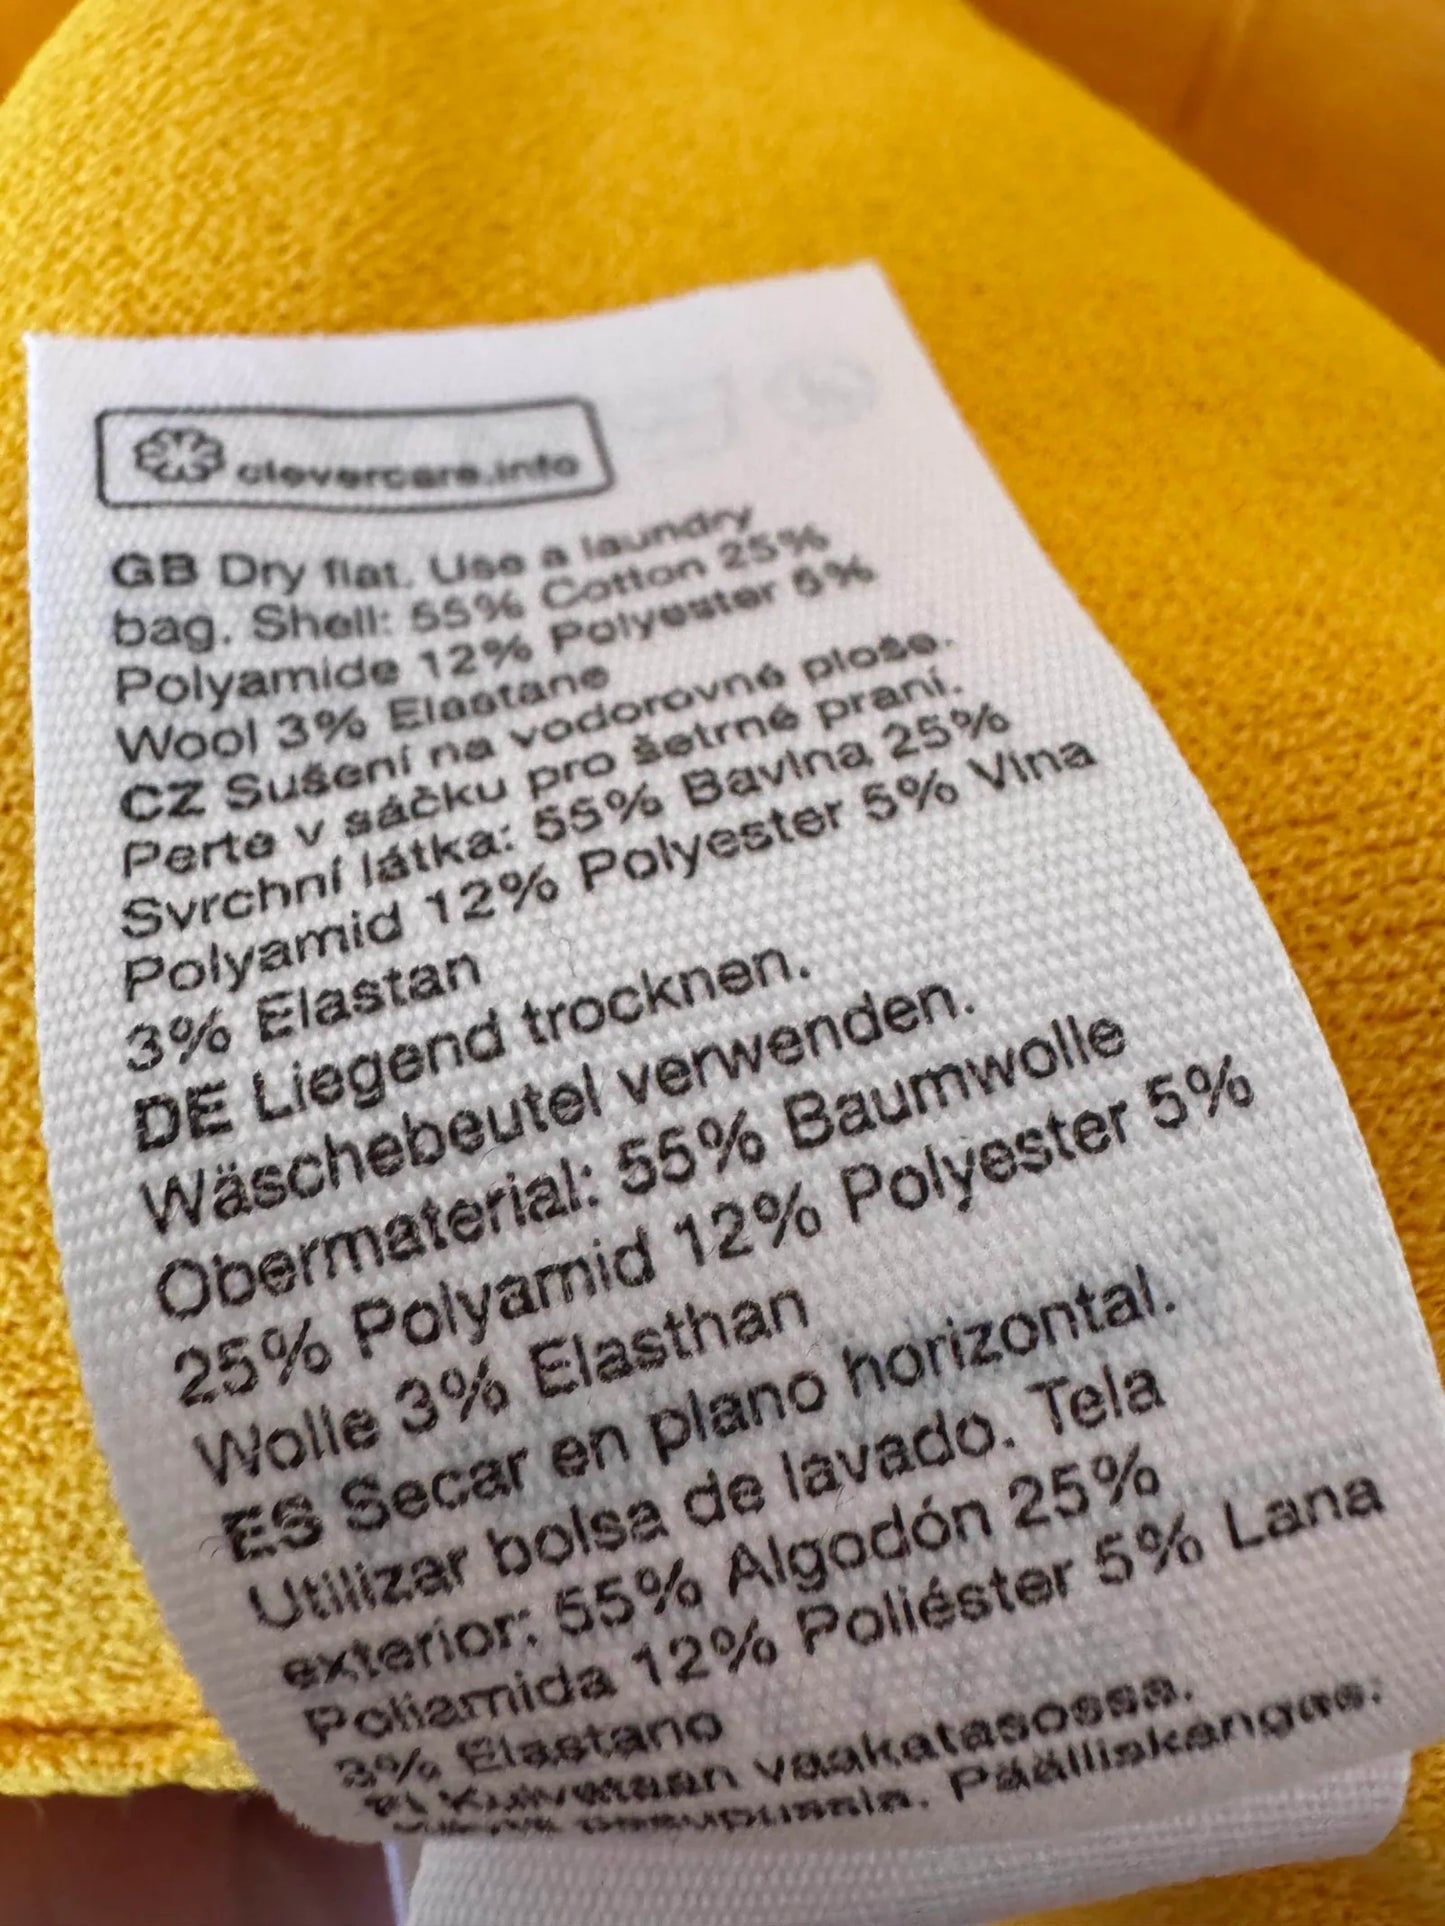 clevercare.info
GB Dry flat. Use a laundry
bag. Shell: 55% Cotton 25%
Polyamide 12% Polyester 5%
Wool 3% Elastane
CZ Sušení na vodorovné ploše.
Perte v sáčku pro šetrné praní.
Svrchní látka: 55% Bavlna 25%
Polyamid 12% Polyester 5% Vlna
3% Elastan
DE Liegend trocknen.
Wäschebeutel verwenden.
Obermaterial: 55% Baumwolle
25% Polyamid 12% Polyester 5%
Wolle 3% Elasthan
ES Secar en plano horizontal.
Utilizar bolsa de lavado. Tela
exterior: 55% Algodón 25%
Poliamida 12% Poliéster 5% Lana
3% Elastano
FI Kuivataan vaakatasossa.
pesupussia. Päälliskangas: